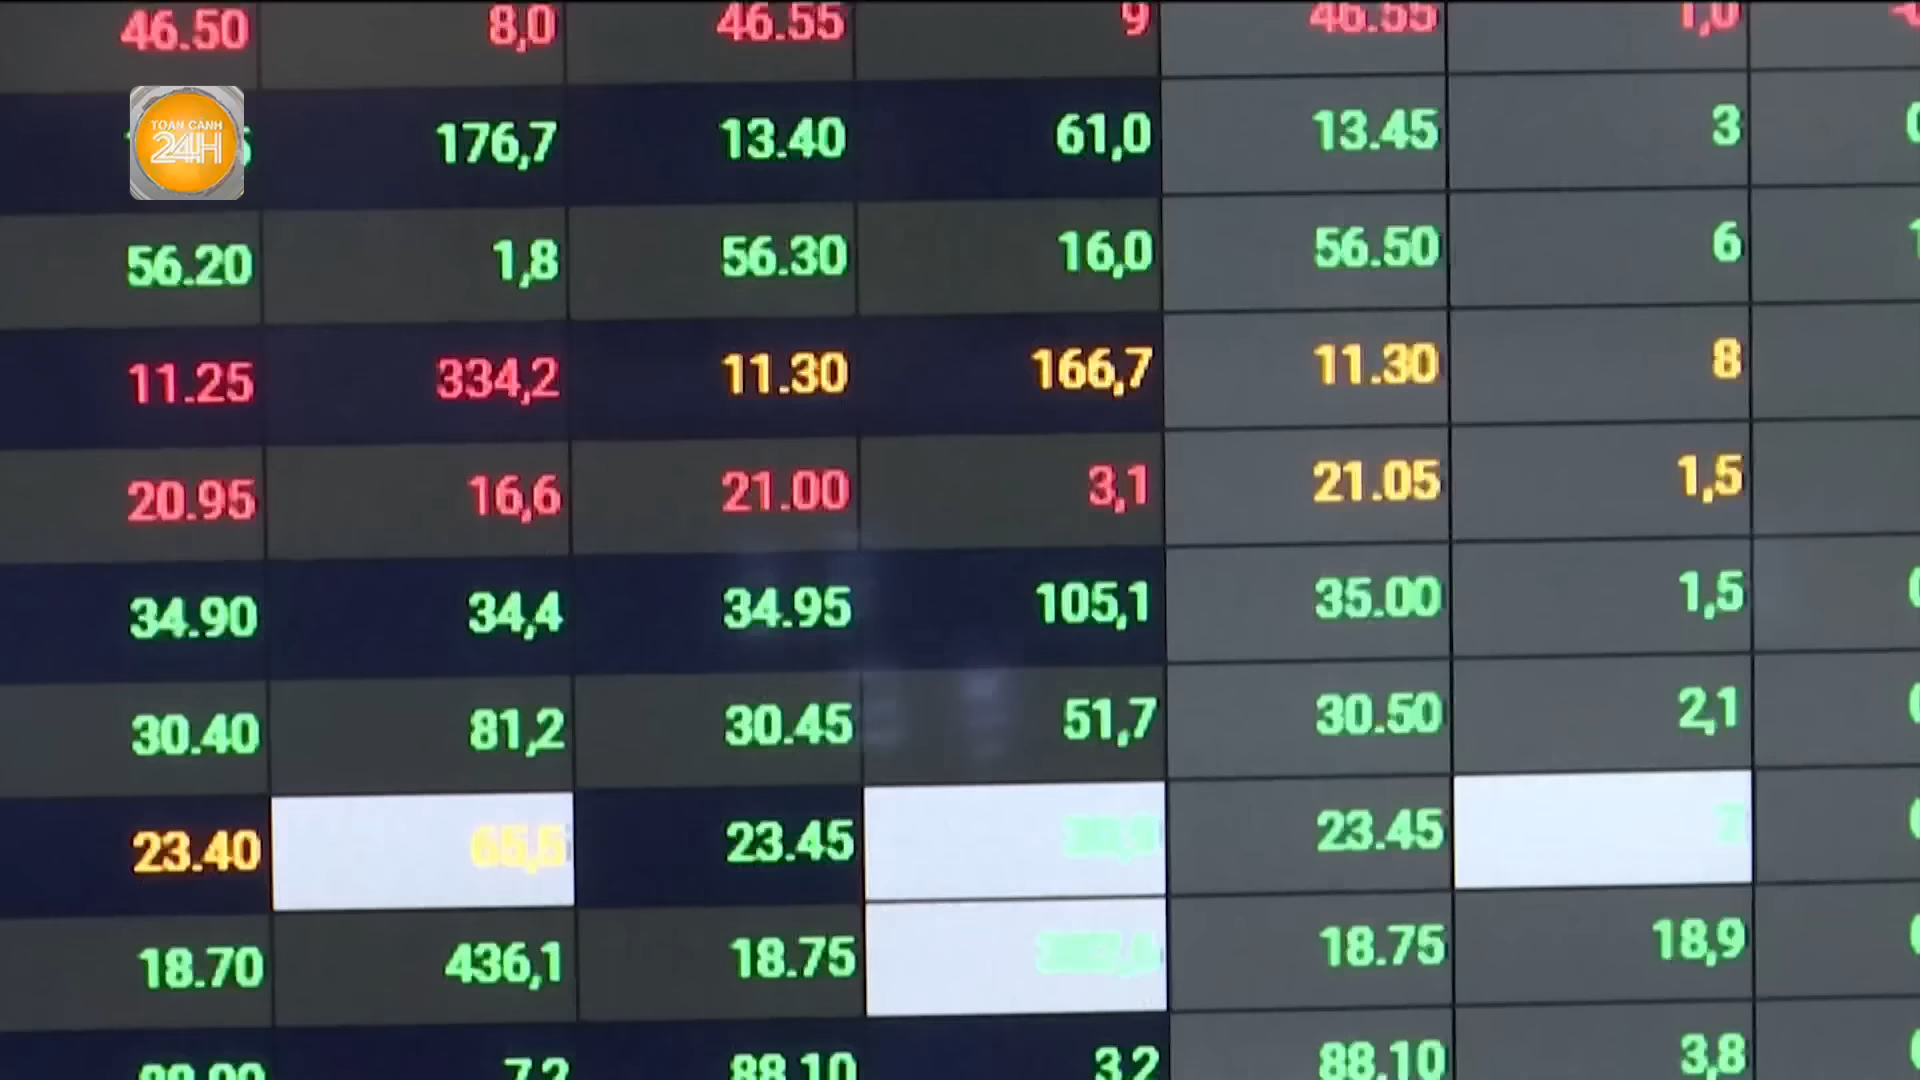 46.50 8,0 46.55 9 46.55 1,0
TOÀN CẢNH
24H
176,7 13.40 61,0 13.45 3
56.20 1,8 56.30 16,0 56.50 6
11.25 334,2 11.30 166,7 11.30 8
20.95 16,6 21.00 3,1 21.05 1,5
34.90 34,4 34.95 105,1 35.00 1,5
30.40 81,2 30.45 51,7 30.50 2,1
23.40 65,5 23.45 23.45
18.70 436,1 18.75 18.75 18,9
7,2 88.10 3,2 88.10 3,8